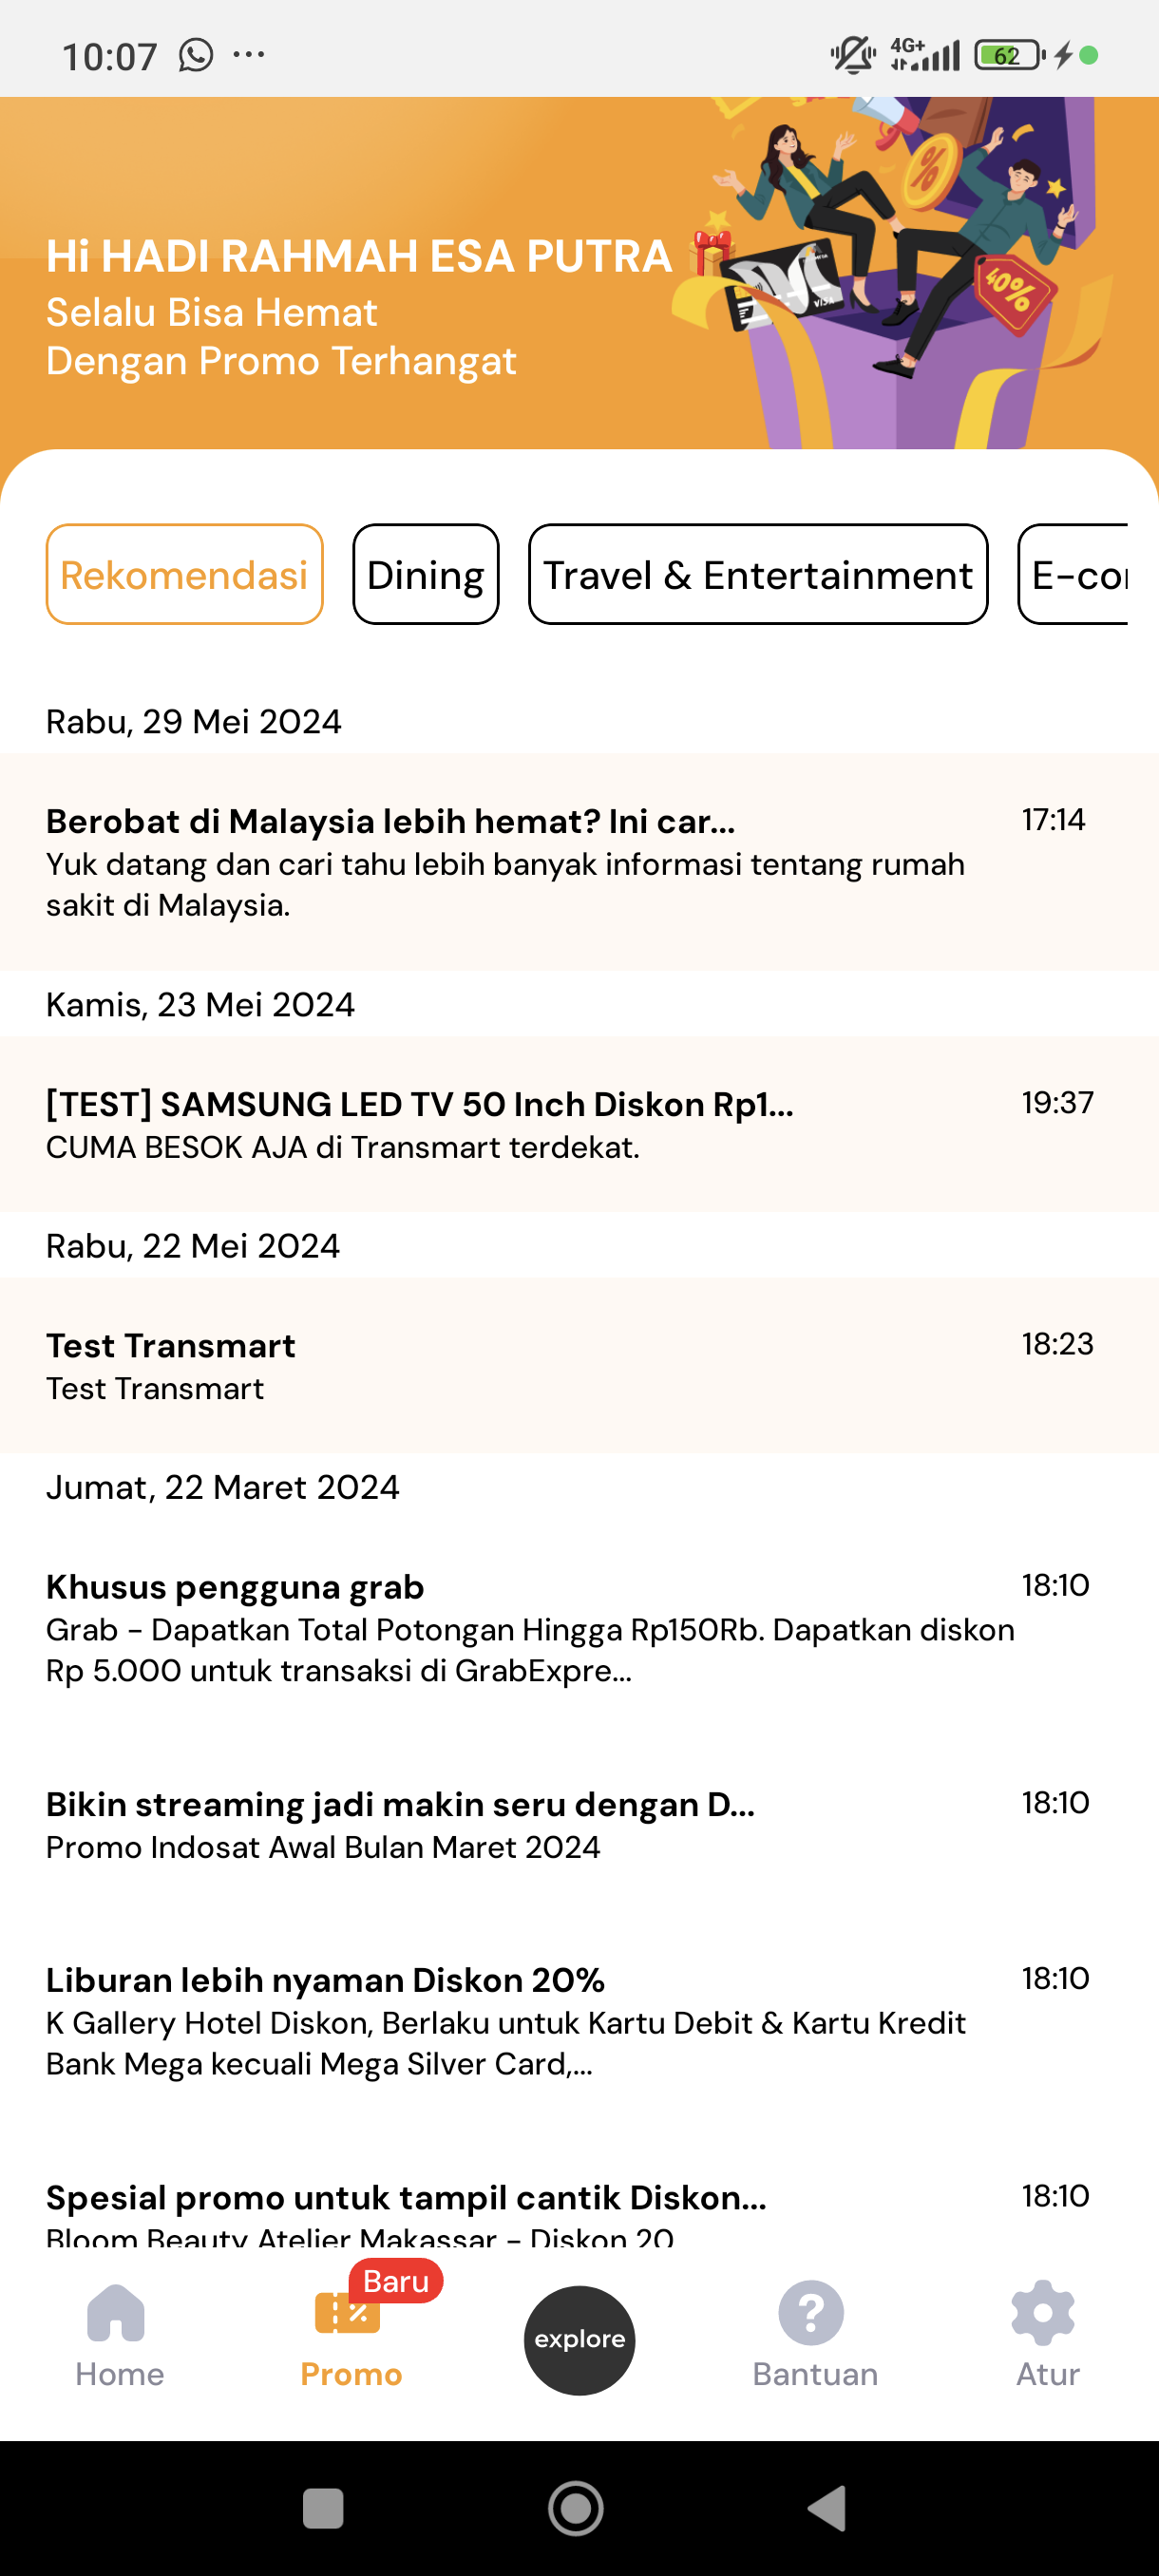 10:07
4G+
62
Hi HADI RAHMAH ESA PUTRA
Selalu Bisa Hemat
Dengan Promo Terhangat
%
40%
VISA
Rekomendasi
Dining
Travel & Entertainment
E-co
Rabu, 29 Mei 2024
Berobat di Malaysia lebih hemat? Ini car...
17:14
Yuk datang dan cari tahu lebih banyak informasi tentang rumah
sakit di Malaysia.
Kamis, 23 Mei 2024
[TEST] SAMSUNG LED TV 50 Inch Diskon Rp1...
19:37
CUMA BESOK AJA di Transmart terdekat.
Rabu, 22 Mei 2024
Test Transmart
18:23
Test Transmart
Jumat, 22 Maret 2024
Khusus pengguna grab
18:10
Grab - Dapatkan Total Potongan Hingga Rp150Rb. Dapatkan diskon
Rp 5.000 untuk transaksi di GrabExpre...
Bikin streaming jadi makin seru dengan D...
18:10
Promo Indosat Awal Bulan Maret 2024
Liburan lebih nyaman Diskon 20%
18:10
K Gallery Hotel Diskon, Berlaku untuk Kartu Debit & Kartu Kredit
Bank Mega kecuali Mega Silver Card,...
Spesial promo untuk tampil cantik Diskon...
18:10
Bloom Beauty Atelier Makassar - Diskon 20
Baru
Home
Promo
explore
Bantuan
Atur